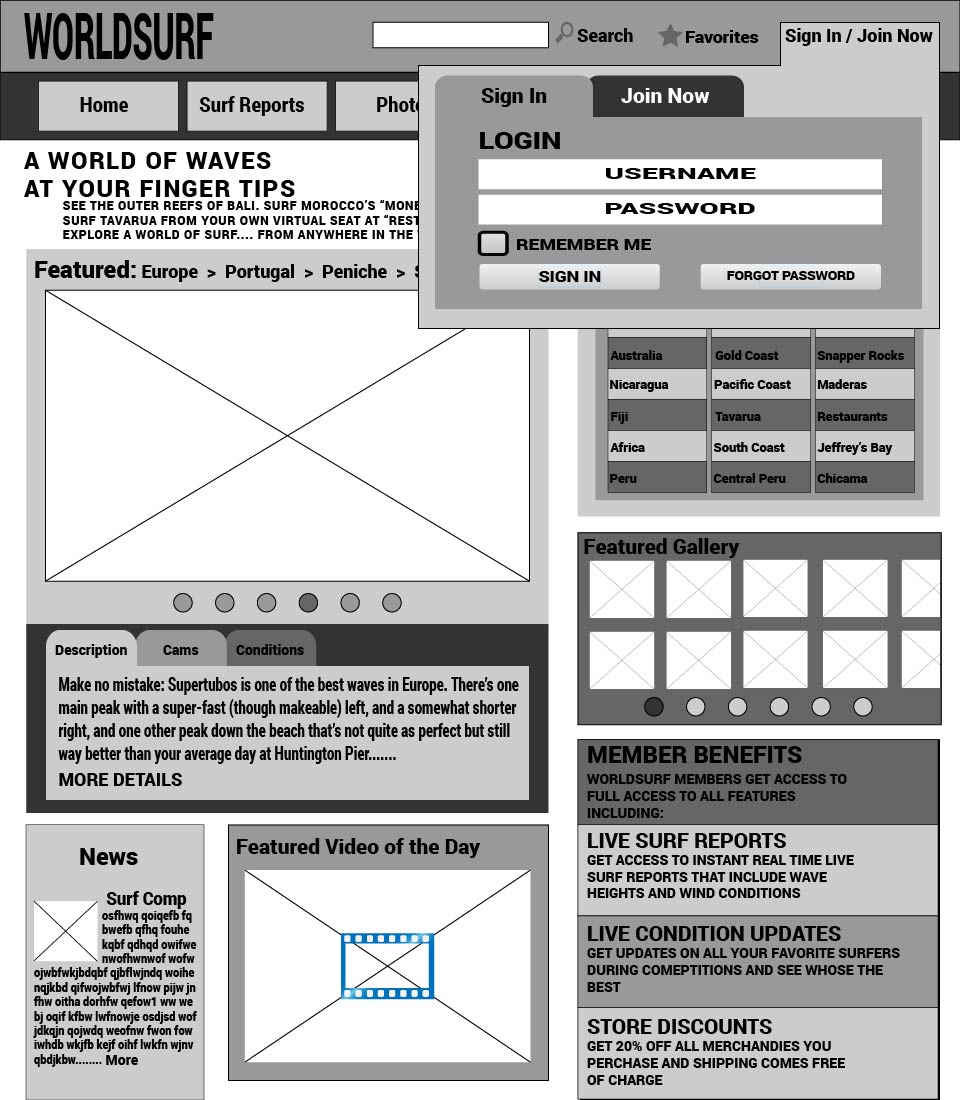 WORLDSURF
Search
Favorites
Sign In / Join Now
Home
Surf Reports
Photo
Sign In
Join Now
LOGIN
USERNAME
PASSWORD
REMEMBER ME
SIGN IN
FORGOT PASSWORD
A WORLD OF WAVES
AT YOUR FINGER TIPS
SEE THE OUTER REEFS OF BALI. SURF MOROCCO’S “MONE
SURF TAVARUA FROM YOUR OWN VIRTUAL SEAT AT “REST
EXPLORE A WORLD OF SURF.... FROM ANYWHERE IN THE
Featured: Europe > Portugal > Peniche >
Australia Gold Coast Snapper Rocks
Nicaragua Pacific Coast Maderas
Fiji Tavarua Restaurants
Africa South Coast Jeffrey’s Bay
Peru Central Peru Chicama
Description
Cams
Conditions
Make no mistake: Supertubos is one of the best waves in Europe. There’s one
main peak with a super-fast (though makeable) left, and a somewhat shorter
right, and one other peak down the beach that’s not quite as perfect but still
way better than your average day at Huntington Pier.......
MORE DETAILS
Featured Gallery
MEMBER BENEFITS
WORLDSURF MEMBERS GET ACCESS TO
FULL ACCESS TO ALL FEATURES
INCLUDING:
LIVE SURF REPORTS
GET ACCESS TO INSTANT REAL TIME LIVE
SURF REPORTS THAT INCLUDE WAVE
HEIGHTS AND WIND CONDITIONS
LIVE CONDITION UPDATES
GET UPDATES ON ALL YOUR FAVORITE SURFERS
DURING COMEPTITIONS AND SEE WHOSE THE
BEST
STORE DISCOUNTS
GET 20% OFF ALL MERCHANDIES YOU
PERCHASE AND SHIPPING COMES FREE
OF CHARGE
News
Surf Comp
osfhwq qoiqefb fq
bwefb qfhq fouhe
kqbf qdhqd owifwe
nwofhwnwof wofw
ojwbfwkjbdqbf qjbflwjndq woihe
nqjkbd qifwojwbfwj lfnow pijw jn
fhw oitha dorhfw qefow1 ww we
bj oqif kfbw lwfnowje osdjsd wof
jdkqjn qojwdq weofnw fwon fow
iwhdb wkjfb kejf oihf lwkfn wjnv
qbdjkbw........ More
Featured Video of the Day